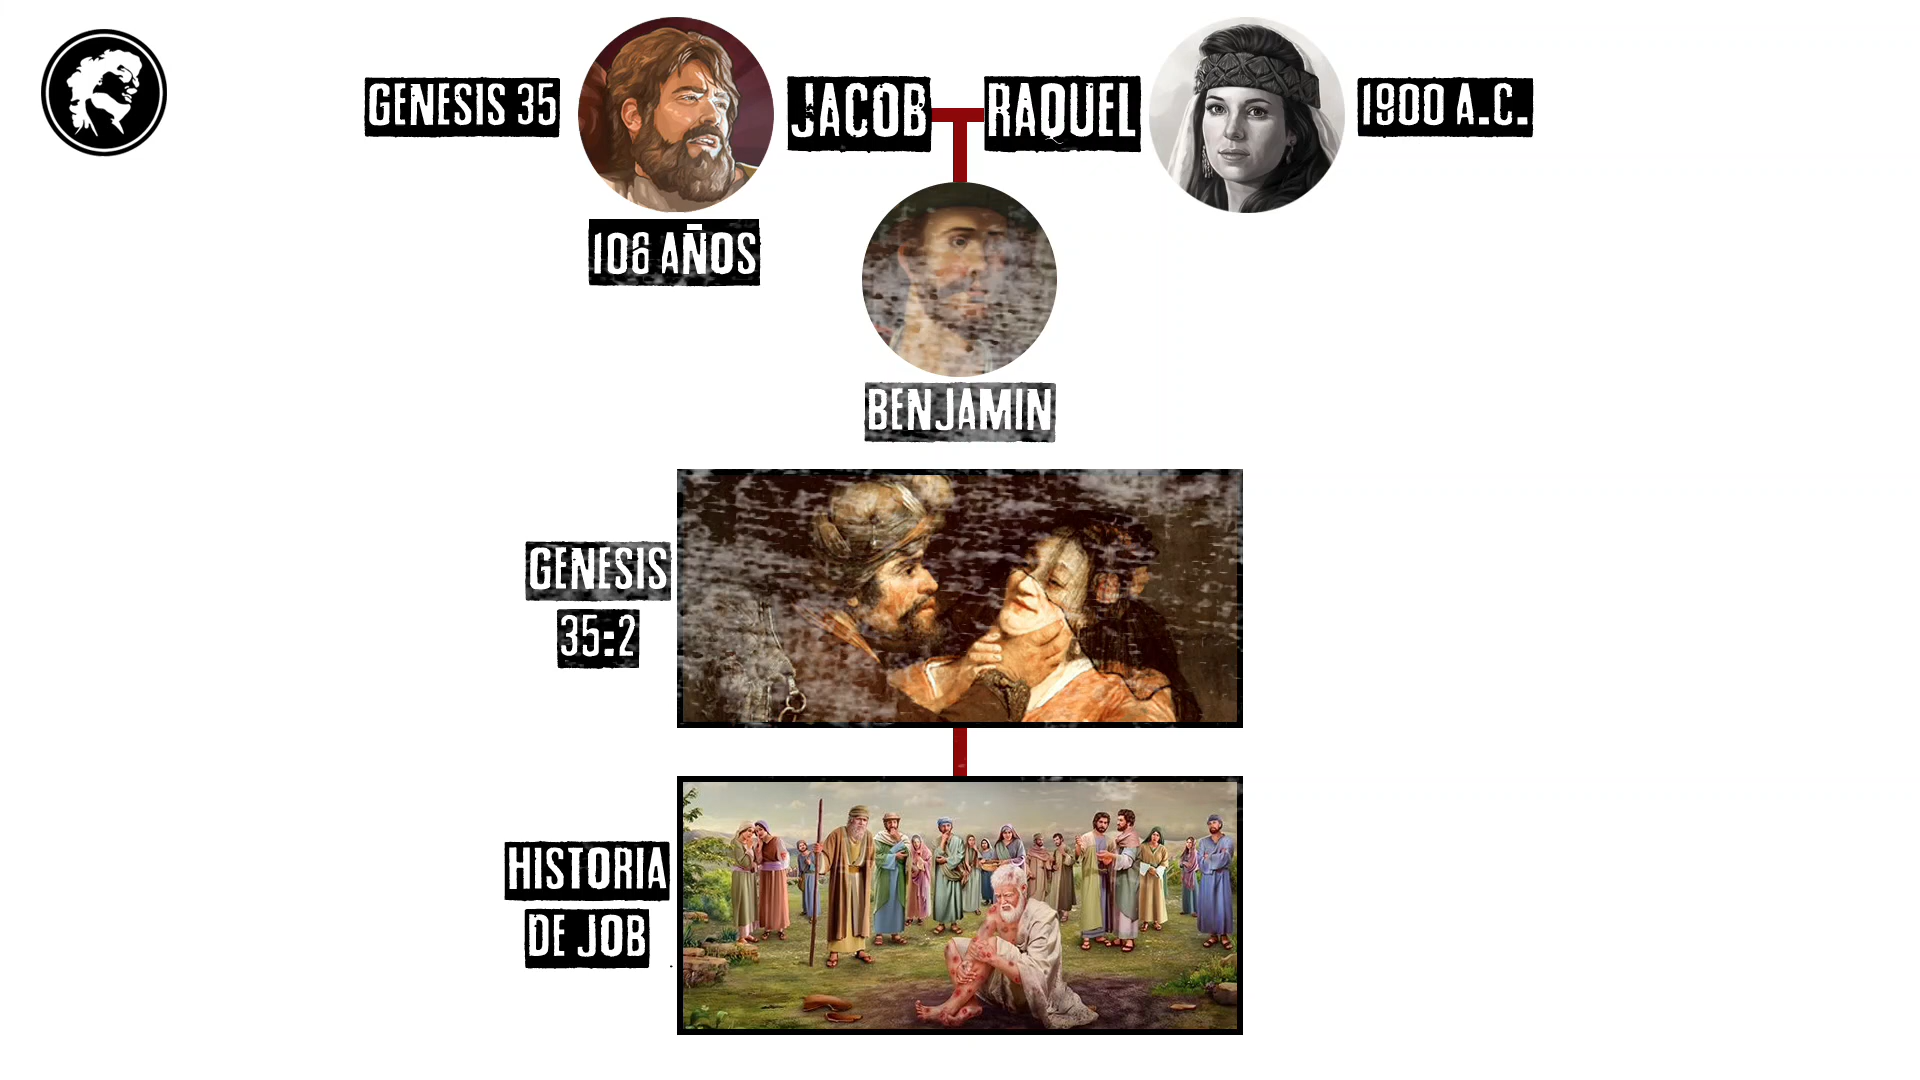 GENESIS 35
JACOB
RAQUEL
1900 A.C.
106 AÑOS
BENJAMIN
GENESIS
35:2
HISTORIA
DE JOB